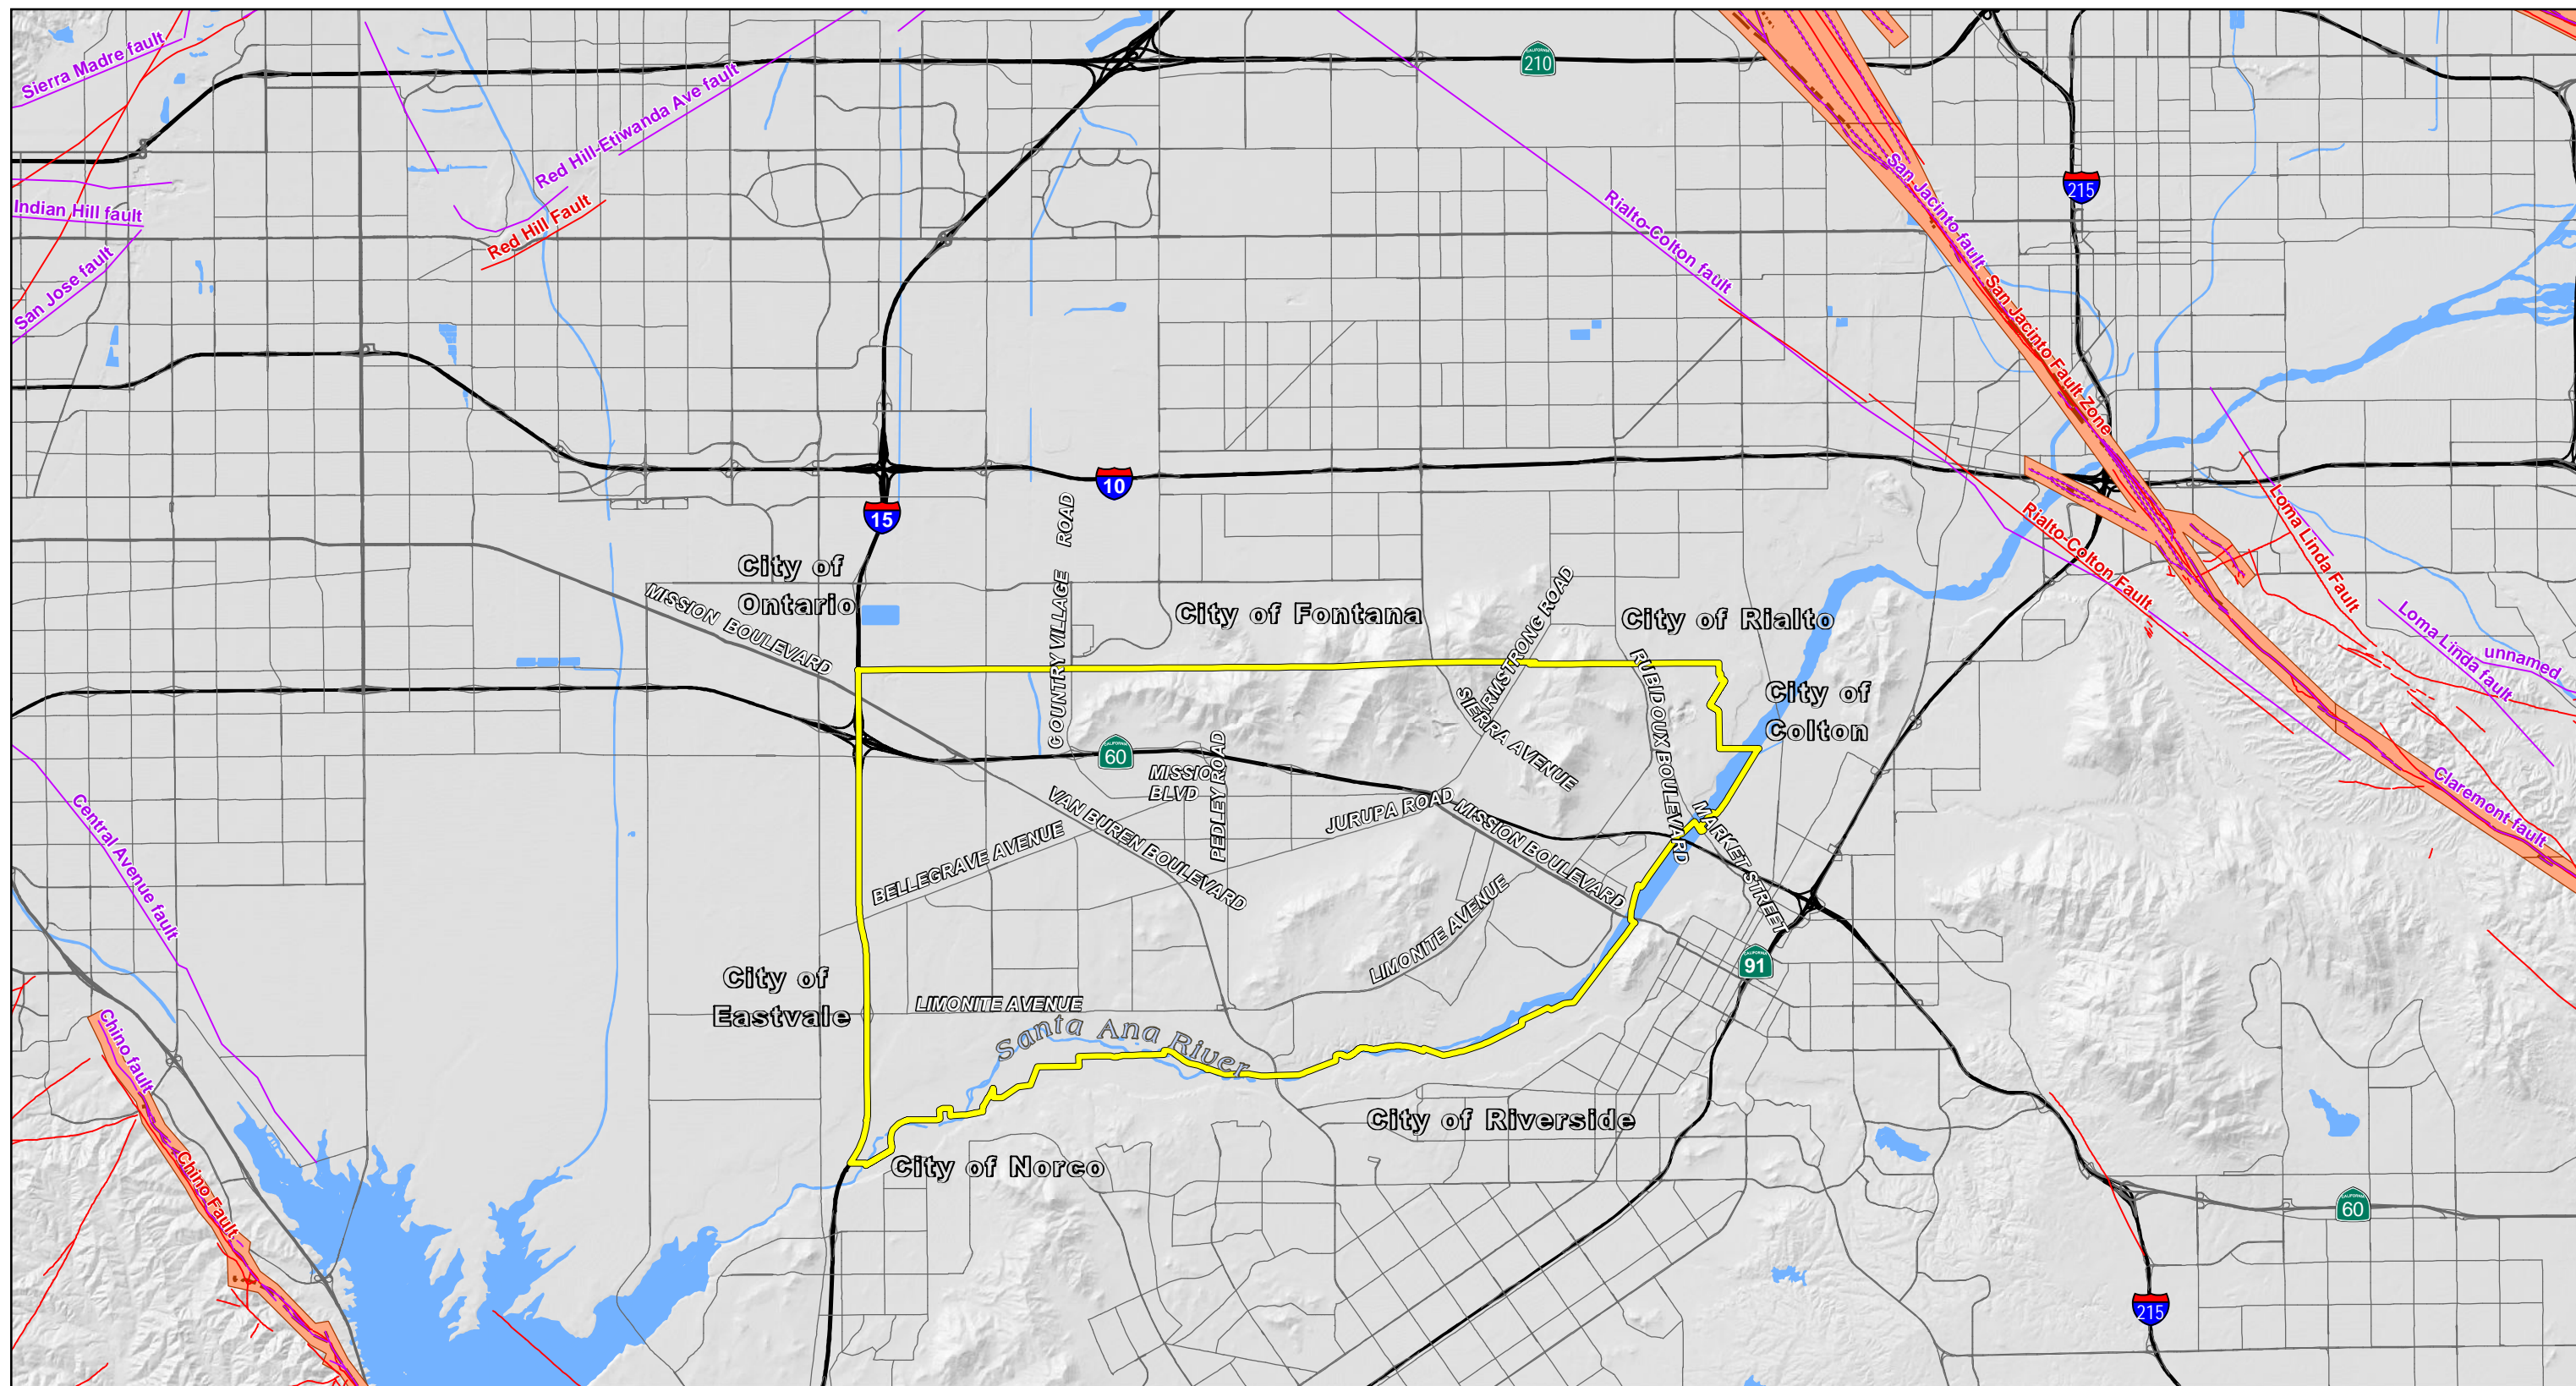 Sierra Madre fault
CALIFORNIA
210
Red Hill-Etiwanda Ave fault
San Jacinto fault
215
Indian Hill fault
Red Hill Fault
Rialto-Colton fault
San Jose fault
San Jacinto Fault Zone
10
15
COUNTRY VILLAGE ROAD
Rialto-Colton Fault
Loma Linda Fault
City of
Ontario
MISSION BOULEVARD
City of Fontana
ARMSTRONG ROAD
City of Rialto
Loma Linda fault
unnamed
RUBIDOUX BOULEVARD
City of
Colton
SIERRA AVENUE
CALIFORNIA
60
MISSION
BLVD
PEDLEY ROAD
VAN BUREN BOULEVARD
JURUPA ROAD
MISSION BOULEVARD
MARKET STREET
Claremont fault
Central Avenue fault
BELLEGRAVE AVENUE
LIMONITE AVENUE
CALIFORNIA
91
City of
Eastvale
LIMONITE AVENUE
Santa Ana River
Chino fault
City of Riverside
City of Norco
Chino Fault
CALIFORNIA
60
215